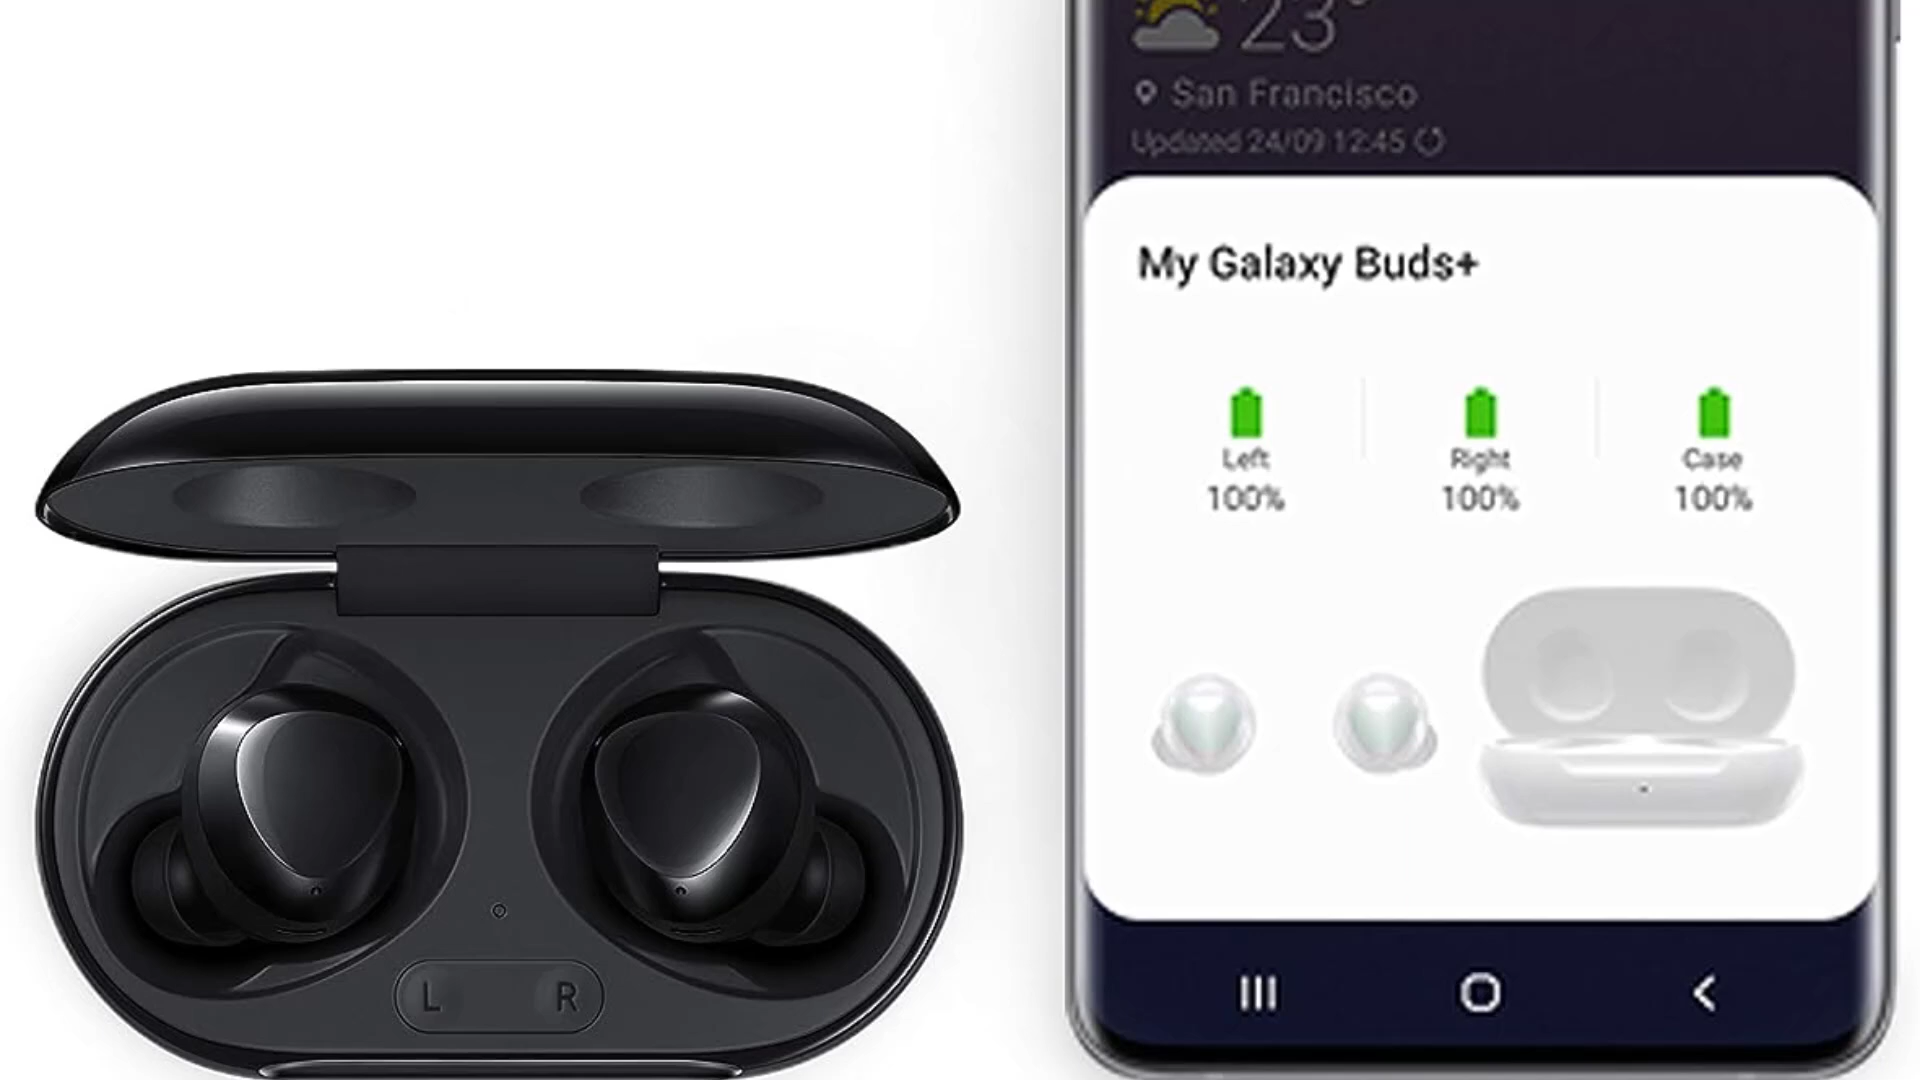 23°
San Francisco
Updated 24/09 12:45
My Galaxy Buds+
Left
Right
Case
100%
100%
100%
L
R